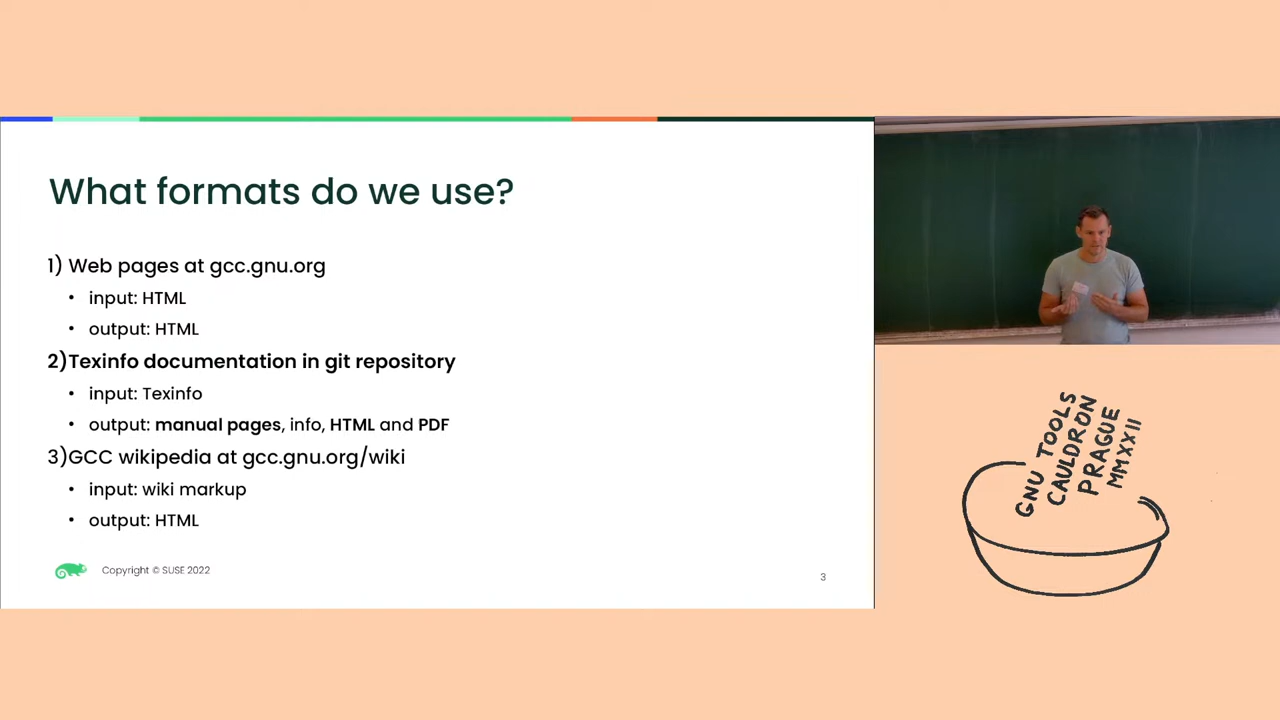 What formats do we use?
1) Web pages at gcc.gnu.org
• input: HTML
• output: HTML
2)Texinfo documentation in git repository
• input: Texinfo
• output: manual pages, info, HTML and PDF
3)GCC wikipedia at gcc.gnu.org/wiki
• input: wiki markup
• output: HTML
Copyright © SUSE 2022
3
GNU TOOLS
CAULDRON
PRAGUE
MMXXII